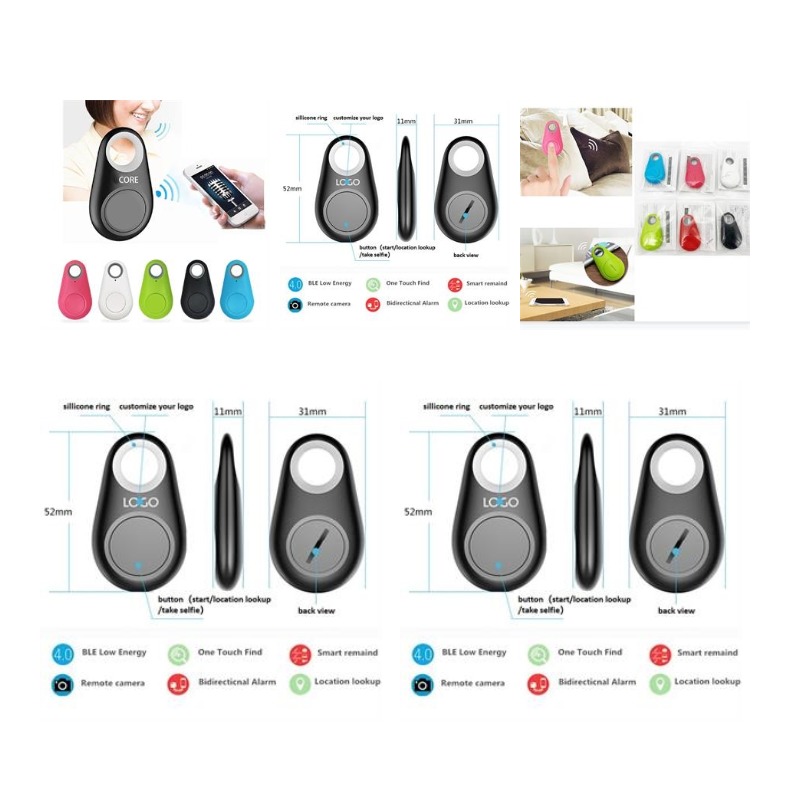 CORE
sillicone ring customize your logo
11mm
31mm
52mm
LOGO
button（start/location lookup
/take selfie）
back view
4.0 BLE Low Energy
One Touch Find
Smart remaind
Remote camera
Bidirecticnal Alarm
Location lookup
sillicone ring customize your logo
11mm
31mm
52mm
LOGO
button（start/location lookup
/take selfie）
back view
4.0 BLE Low Energy
One Touch Find
Smart remaind
Remote camera
Bidirecticnal Alarm
Location lookup
sillicone ring customize your logo
11mm
31mm
52mm
LOGO
button（start/location lookup
/take selfie）
back view
4.0 BLE Low Energy
One Touch Find
Smart remaind
Remote camera
Bidirecticnal Alarm
Location lookup